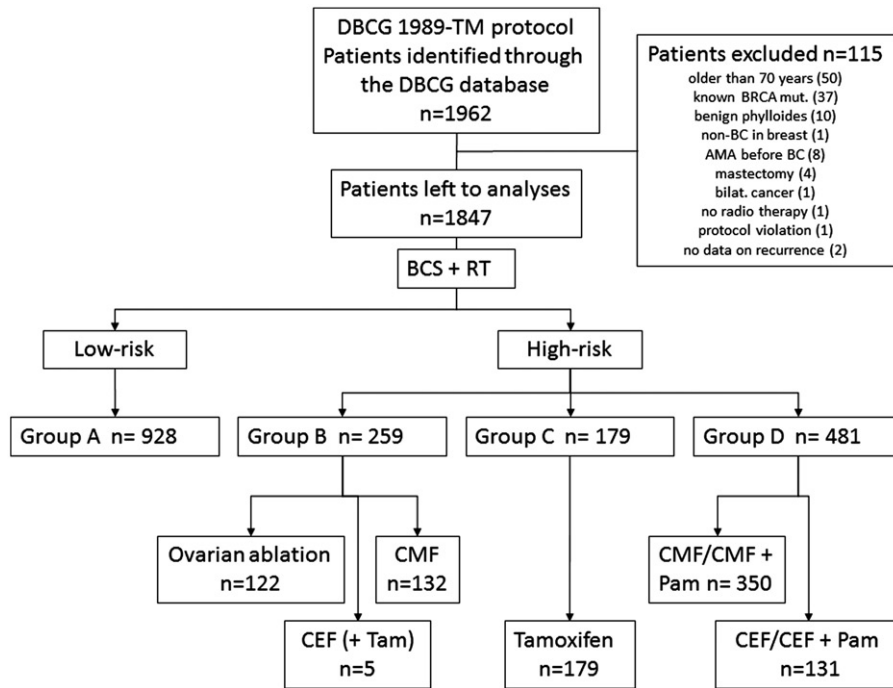 DBCG 1989-TM protocol
Patients identified through
the DBCG database
n=1962
Patients excluded n=115
older than 70 years (50)
known BRCA mut. (37)
benign phylloides (10)
non-BC in breast (1)
AMA before BC (8)
mastectomy (4)
bilat. cancer (1)
no radio therapy (1)
protocol violation (1)
no data on recurrence (2)
Patients left to analyses
n=1847
BCS + RT
Low-risk
High-risk
Group A n= 928
Group B n= 259
Group C n= 179
Group D n= 481
Ovarian ablation
n=122
CMF
n=132
CMF/CMF +
Pam n= 350
CEF (+ Tam)
n=5
Tamoxifen
n=179
CEF/CEF + Pam
n=131